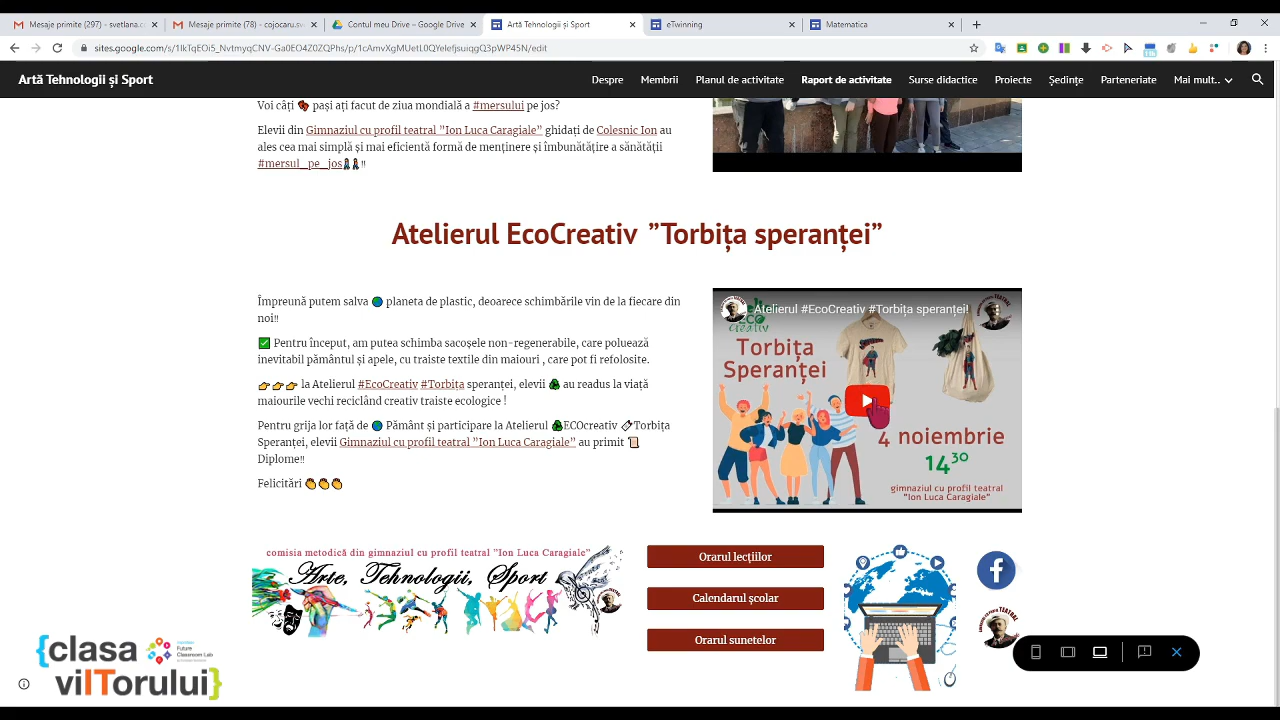 Mesaje primite (297) - svetlana.c
Mesaje primite (78) - cojocaru.sv
Contul meu Drive – Google Drive
Artă Tehnologii și Sport
eTwinning
Matematica
sites.google.com/s/1IkTqEOi5_NvtmyqCNV-Ga0EO4Z0ZQPhs/p/1cAmvXgMUetL0QYelefjsuiqgQ3pWP45N/edit
Artă Tehnologii și Sport
Despre Membrii Planul de activitate Raport de activitate Surse didactice Proiecte Ședințe Parteneriate Mai mult..
Voi câți 👣 pași ați facut de ziua mondială a #mersului pe jos?
Elevii din Gimnaziul cu profil teatral ”Ion Luca Caragiale” ghidați de Colesnic Ion au
ales cea mai simplă și mai eficientă formă de menținere și îmbunătățire a sănătății
#mersul_pe_jos🚶🚶!!
Atelierul EcoCreativ ”Torbița speranței”
Împreună putem salva 🌍 planeta de plastic, deoarece schimbările vin de la fiecare din
noi!!
✅ Pentru început, am putea schimba sacoșele non-regenerabile, care poluează
inevitabil pământul și apele, cu traiste textile din maiouri , care pot fi refolosite.
👉👉👉 la Atelierul #EcoCreativ #Torbița speranței, elevii ♻ au readus la viață
maiourile vechi reciclând creativ traiste ecologice !
Pentru grija lor față de 🌍 Pământ și participare la Atelierul ♻ECOcreativ 🏷Torbița
Speranței, elevii Gimnaziul cu profil teatral ”Ion Luca Caragiale” au primit 📜
Diplome!!
Felicitări 👏👏👏
Atelierul #EcoCreativ #Torbița speranței!
ECO
creativ
Torbița
Speranței
4 noiembrie
14³⁰
gimnaziul cu profil teatral
"Ion Luca Caragiale"
comisia metodică din gimnaziul cu profil teatral "Ion Luca Caragiale"
Arte, Tehnologii, Sport
Orarul lecțiilor
Calendarul școlar
Orarul sunetelor
{clasa
viITorului}
Future
Classroom Lab